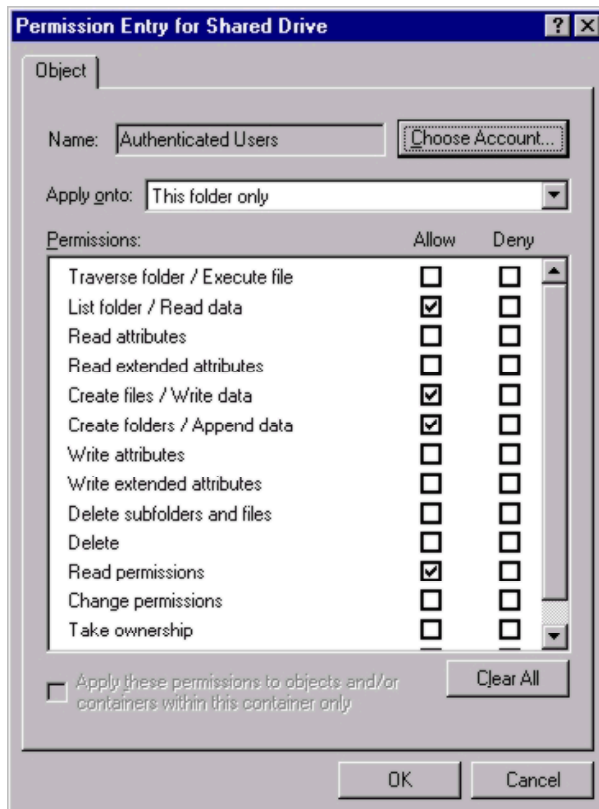 Permission Entry for Shared Drive
Object
Name: Authenticated Users Choose Account...
Apply onto: This folder only
Permissions: Allow Deny
Traverse folder / Execute file
List folder / Read data
Read attributes
Read extended attributes
Create files / Write data
Create folders / Append data
Write attributes
Write extended attributes
Delete subfolders and files
Delete
Read permissions
Change permissions
Take ownership
Apply these permissions to objects and/or
containers within this container only
Clear All
OK Cancel